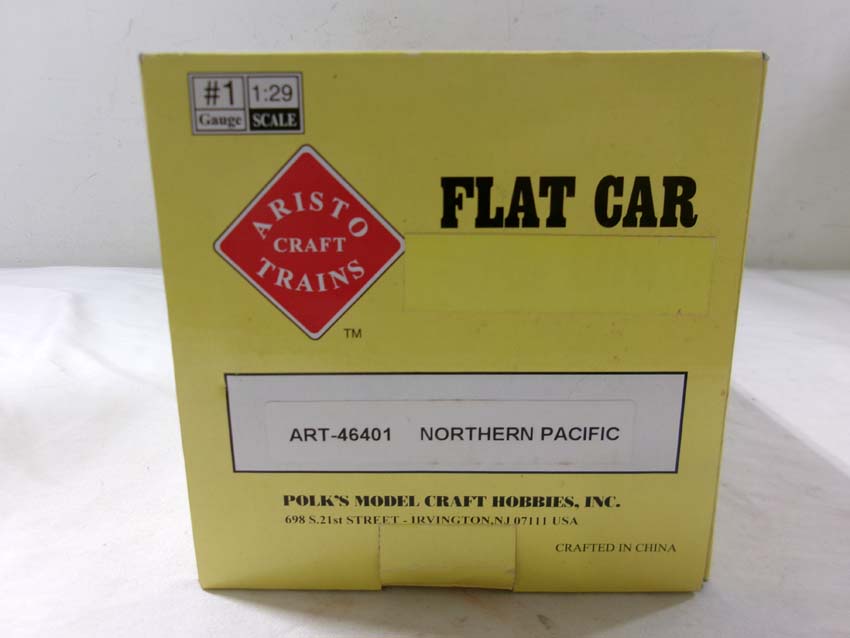 #1 1:29
Gauge SCALE
ARISTO
CRAFT
TRAINS
TM
FLAT CAR
ART-46401 NORTHERN PACIFIC
POLK'S MODEL CRAFT HOBBIES, INC.
698 S.21st STREET - IRVINGTON,NJ 07111 USA
CRAFTED IN CHINA